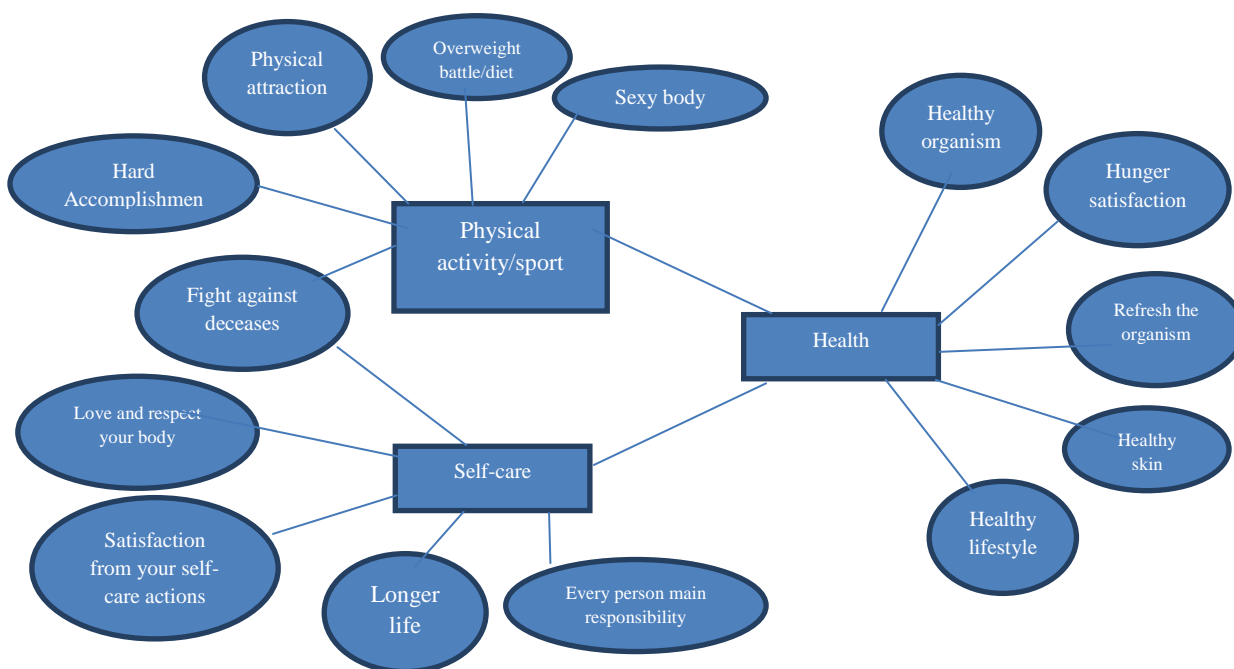 Physical
attraction
Overweight
battle/diet
Sexy body
Hard
Accomplishmen
Physical
activity/sport
Fight against
deceases
Healthy
organism
Hunger
satisfaction
Refresh the
organism
Health
Healthy
skin
Healthy
lifestyle
Love and respect
your body
Self-care
Satisfaction
from your self-
care actions
Longer
life
Every person main
responsibility